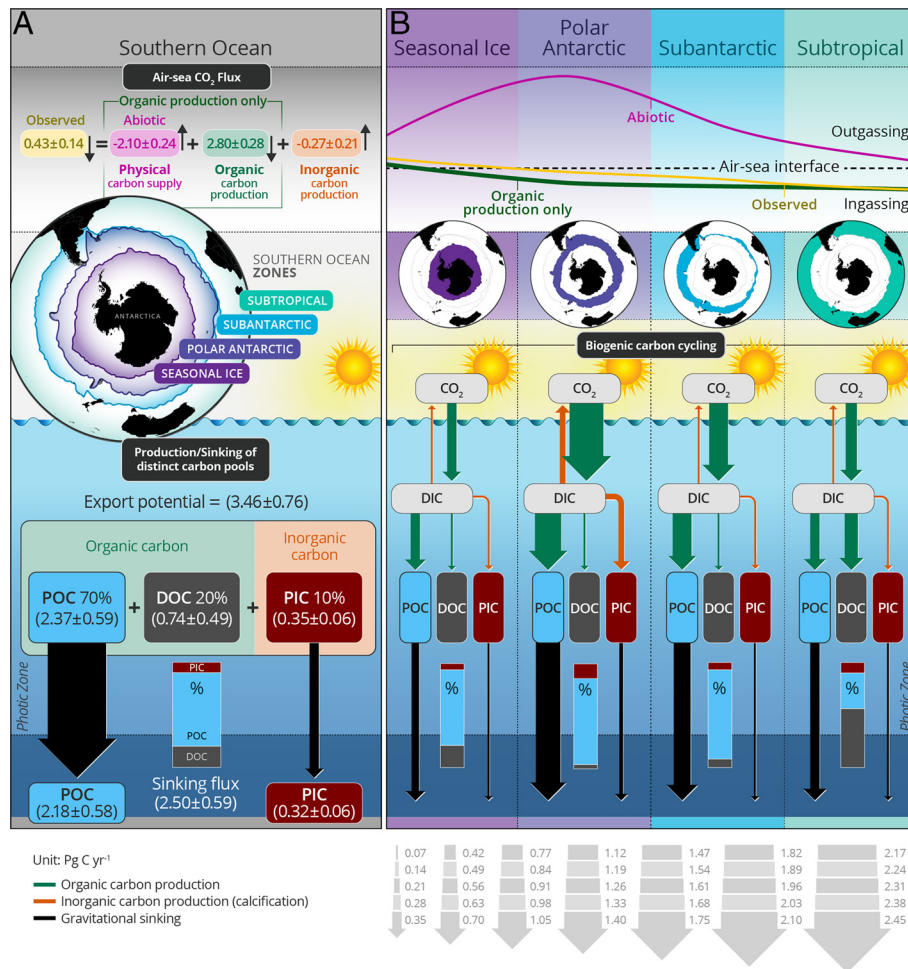 A
Southern Ocean
Air-sea CO₂ Flux
Organic production only
Observed
Abiotic
0.43±0.14 = -2.10±0.24 + 2.80±0.28 + -0.27±0.21
Physical
carbon supply
Organic
carbon
production
Inorganic
carbon
production
SOUTHERN OCEAN
ZONES
ANTARCTICA
SUBTROPICAL
SUBANTARCTIC
POLAR ANTARCTIC
SEASONAL ICE
Production/Sinking of
distinct carbon pools
Export potential = (3.46±0.76)
Organic carbon
Inorganic
carbon
POC 70%
(2.37±0.59)
+
DOC 20%
(0.74±0.49)
+
PIC 10%
(0.35±0.06)
Photic Zone
PIC
%
POC
DOC
Sinking flux
(2.50±0.59)
POC
(2.18±0.58)
PIC
(0.32±0.06)
B
Seasonal Ice
Polar
Antarctic
Subantarctic
Subtropical
Abiotic
Outgassing
Air-sea interface
Organic
production only
Observed
Ingassing
Biogenic carbon cycling
CO₂ CO₂ CO₂ CO₂
DIC DIC DIC DIC
POC DOC PIC POC DOC PIC POC DOC PIC POC DOC PIC
% % % %
Photic Zone
Unit: Pg C yr⁻¹
Organic carbon production
Inorganic carbon production (calcification)
Gravitational sinking
0.07 0.42 0.77 1.12 1.47 1.82 2.17
0.14 0.49 0.84 1.19 1.54 1.89 2.24
0.21 0.56 0.91 1.26 1.61 1.96 2.31
0.28 0.63 0.98 1.33 1.68 2.03 2.38
0.35 0.70 1.05 1.40 1.75 2.10 2.45